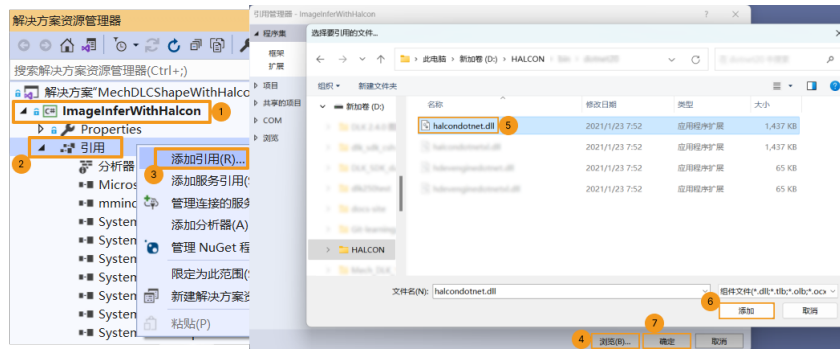 解决方案资源管理器
搜索解决方案资源管理器(Ctrl+;)
解决方案"MechDLCShapeWithHalco
C# ImageInferWithHalcon
1
Properties
2
引用
分析器
Micros
mminc
System
System
System
System
System
System
System
添加引用(R)...
3
添加服务引用(
管理连接的服务
添加分析器(A)
管理 NuGet 程
限定为此范围(
新建解决方案资
粘贴(P)
引用管理器 - ImageInferWithHalcon
? ×
程序集
框架
扩展
项目
共享的项目
COM
浏览
选择要引用的文件...
此电脑 > 新加卷 (D:) > HALCON >
组织 新建文件夹
新加卷 (D:)
HALCON
名称 修改日期 类型 大小
halcondotnet.dll 5 2021/1/23 7:52 应用程序扩展 1,437 KB
2021/1/23 7:52 应用程序扩展 1,437 KB
2021/1/23 7:52 应用程序扩展 65 KB
2021/1/23 7:52 应用程序扩展 65 KB
文件名(N): halcondotnet.dll
组件文件(*.dll;*.tlb;*.olb;*.ocx
6
添加 取消
7
4
浏览(B)... 确定 取消